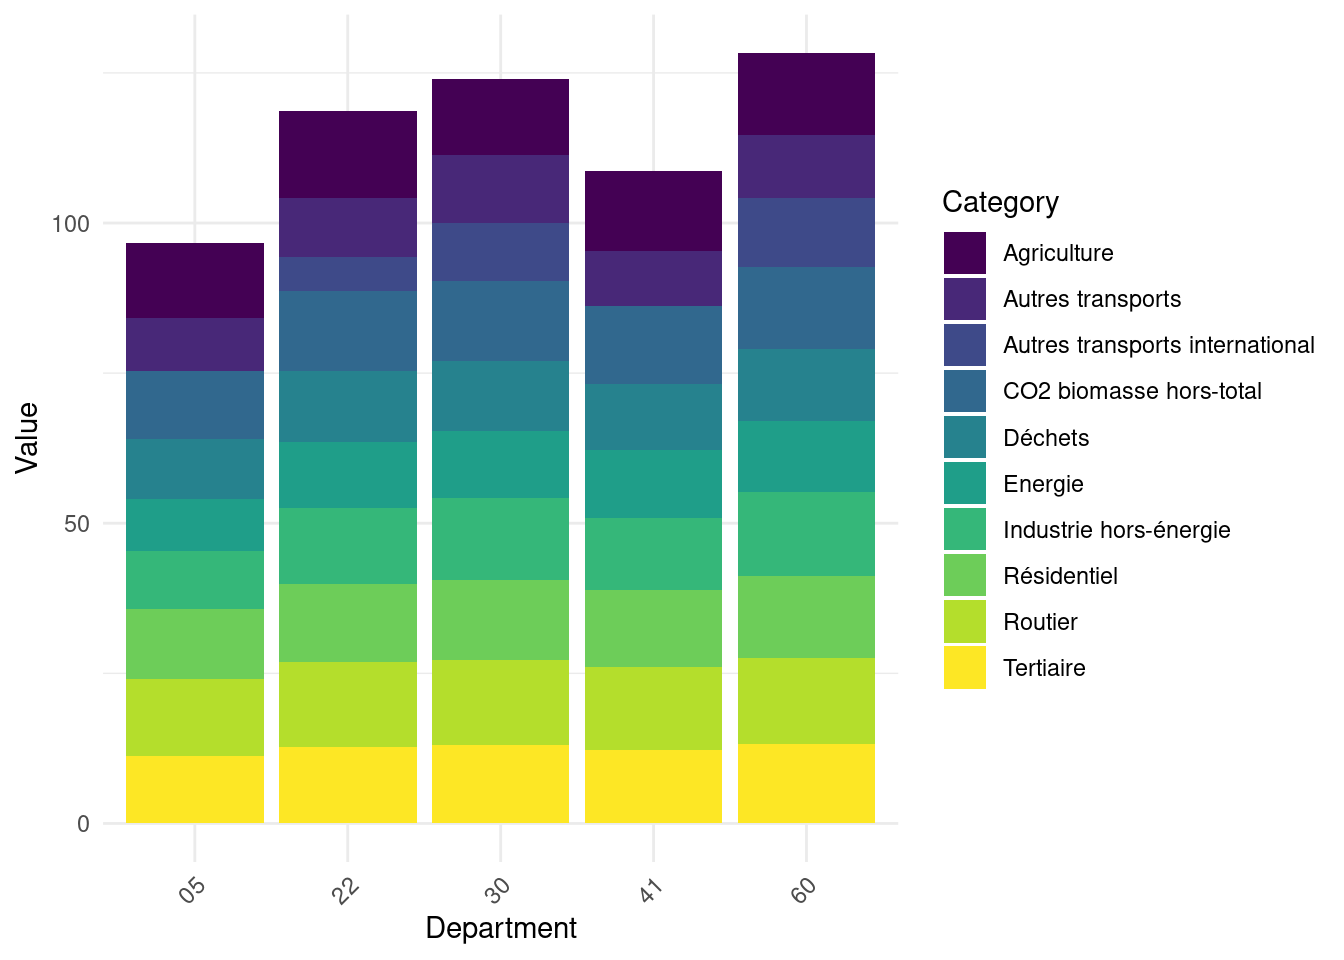 Value
100
50
0
05
22
30
41
60
Department
Category
Agriculture
Autres transports
Autres transports international
CO2 biomasse hors-total
Déchets
Energie
Industrie hors-énergie
Résidentiel
Routier
Tertiaire